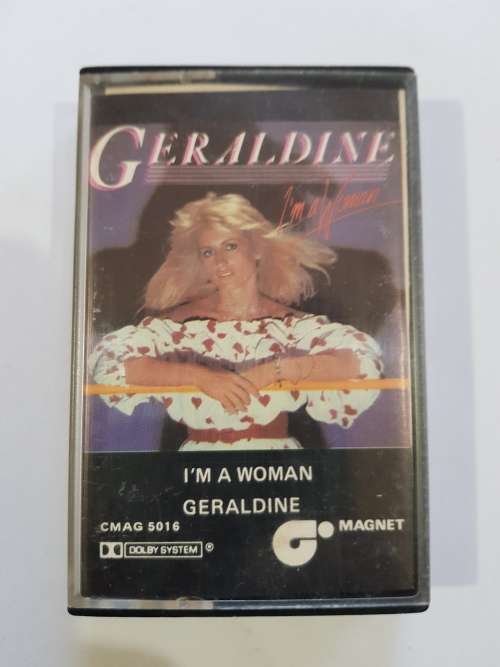 GERALDINE
I'm a Woman
I'M A WOMAN
GERALDINE
CMAG 5016
MAGNET
DOLBY SYSTEM ®